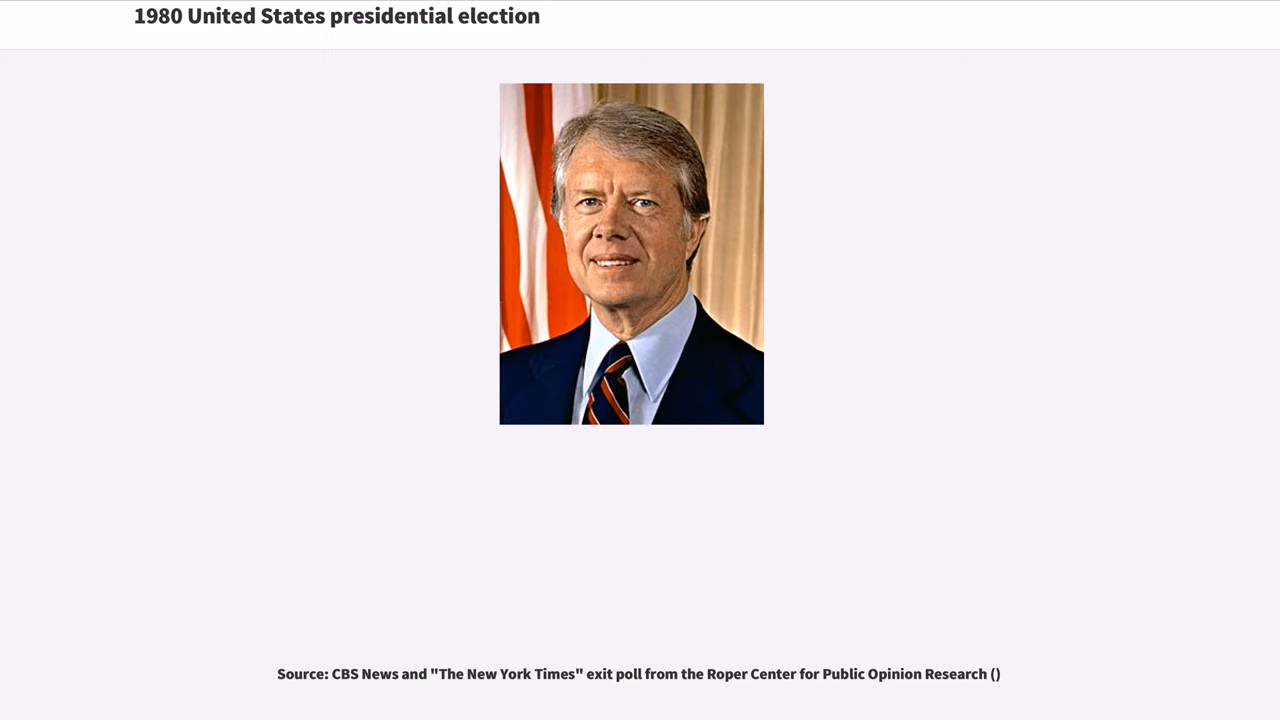 1980 United States presidential election
Source: CBS News and "The New York Times" exit poll from the Roper Center for Public Opinion Research ()